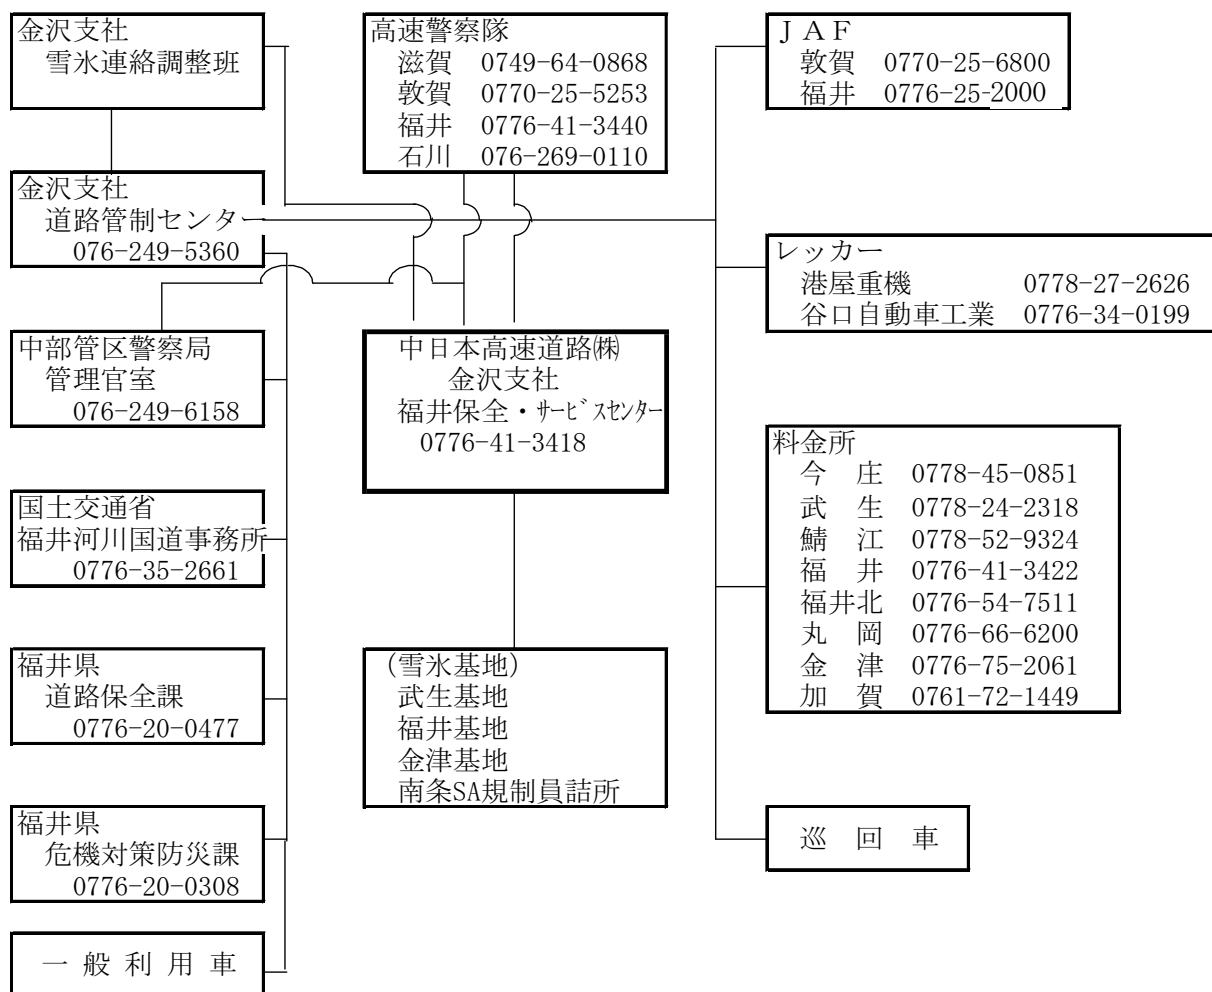 金沢支社
雪氷連絡調整班
金沢支社
道路管制センター
076-249-5360
中部管区警察局
管理官室
076-249-6158
国土交通省
福井河川国道事務所
0776-35-2661
福井県
道路保全課
0776-20-0477
福井県
危機対策防災課
0776-20-0308
一 般 利 用 車
高速警察隊
滋賀 0749-64-0868
敦賀 0770-25-5253
福井 0776-41-3440
石川 076-269-0110
中日本高速道路㈱
金沢支社
福井保全・ｻｰﾋﾞｽｾﾝﾀｰ
0776-41-3418
(雪氷基地)
武生基地
福井基地
金津基地
南条SA規制員詰所
ＪＡＦ
敦賀 0770-25-6800
福井 0776-25-2000
レッカー
港屋重機 0778-27-2626
谷口自動車工業 0776-34-0199
料金所
今　庄 0778-45-0851
武　生 0778-24-2318
鯖　江 0778-52-9324
福　井 0776-41-3422
福井北 0776-54-7511
丸　岡 0776-66-6200
金　津 0776-75-2061
加　賀 0761-72-1449
巡　回　車